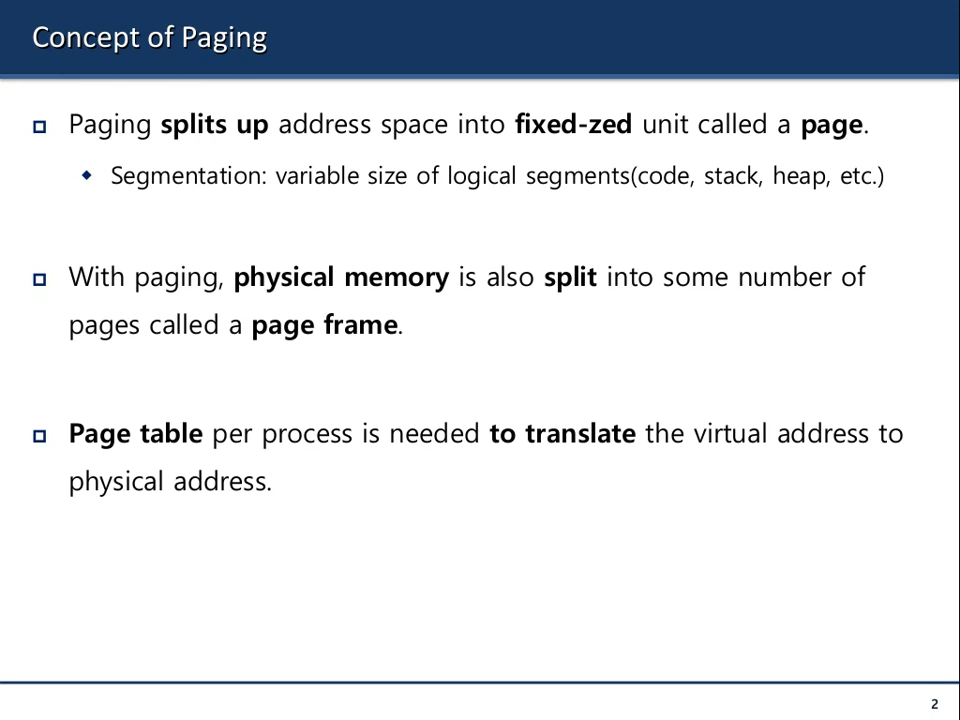 Concept of Paging
Paging splits up address space into fixed-zed unit called a page.
Segmentation: variable size of logical segments(code, stack, heap, etc.)
With paging, physical memory is also split into some number of
pages called a page frame.
Page table per process is needed to translate the virtual address to
physical address.
2